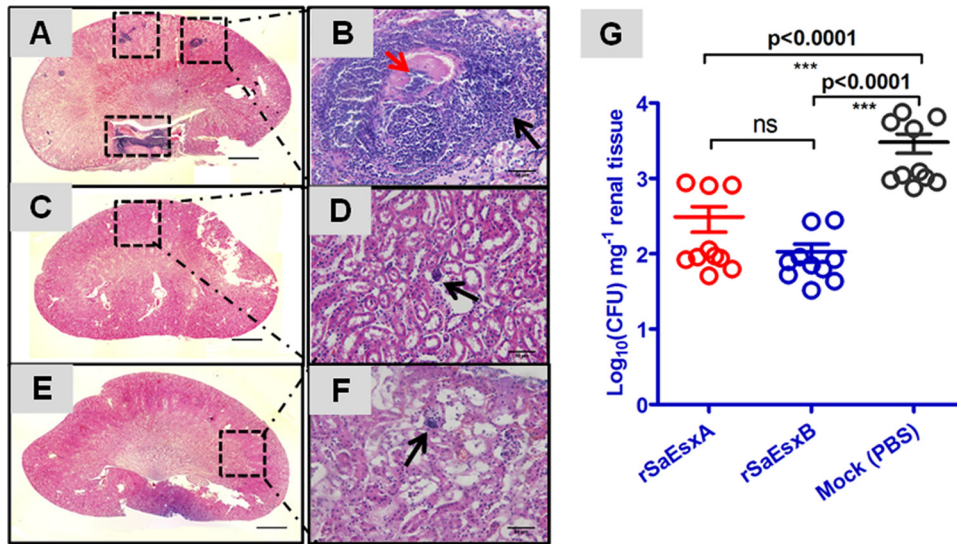 A
B
C
D
E
F
G
p<0.0001
***
p<0.0001
***
ns
Log10(CFU) mg-1 renal tissue
4
3
2
1
0
rSaEsxA
rSaEsxB
Mock (PBS)